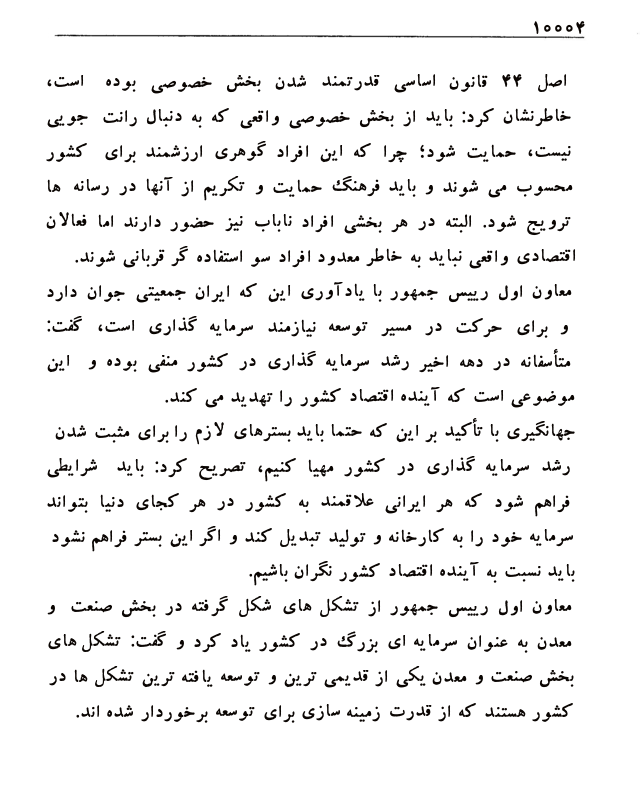 ۱۰۰۰۴
اصل ۴۴ قانون اساسی قدرتمند شدن بخش خصوصی بوده است،
خاطرنشان کرد: باید از بخش خصوصی واقعی که به دنبال رانت جویی
نیست، حمایت شود؛ چرا که این افراد گوهری ارزشمند برای کشور
محسوب می شوند و باید فرهنگ حمایت و تکریم از آنها در رسانه ها
ترویج شود. البته در هر بخشی افراد ناباب نیز حضور دارند اما فعالان
اقتصادی واقعی نباید به خاطر معدود افراد سو استفاده گر قربانی شوند.
معاون اول رییس جمهور با یادآوری این که ایران جمعیتی جوان دارد
و برای حرکت در مسیر توسعه نیازمند سرمایه گذاری است، گفت:
متأسفانه در دهه اخیر رشد سرمایه گذاری در کشور منفی بوده و این
موضوعی است که آینده اقتصاد کشور را تهدید می کند.
جهانگیری با تأکید بر این که حتما باید بسترهای لازم را برای مثبت شدن
رشد سرمایه گذاری در کشور مهیا کنیم، تصریح کرد: باید شرایطی
فراهم شود که هر ایرانی علاقمند به کشور در هر کجای دنیا بتواند
سرمایه خود را به کارخانه و تولید تبدیل کند و اگر این بستر فراهم نشود
باید نسبت به آینده اقتصاد کشور نگران باشیم.
معاون اول رییس جمهور از تشکل های شکل گرفته در بخش صنعت و
معدن به عنوان سرمایه ای بزرگ در کشور یاد کرد و گفت: تشکل های
بخش صنعت و معدن یکی از قدیمی ترین و توسعه یافته ترین تشکل ها در
کشور هستند که از قدرت زمینه سازی برای توسعه برخوردار شده اند.